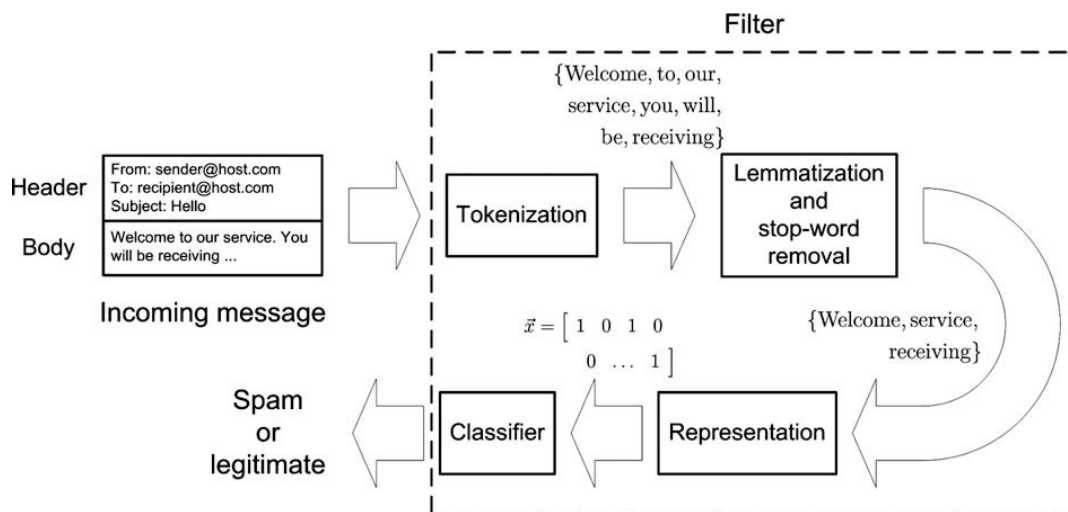 Filter
{Welcome, to, our,
service, you, will,
be, receiving}
Header
From: sender@host.com
To: recipient@host.com
Subject: Hello
Body
Welcome to our service. You
will be receiving ...
Incoming message
Tokenization
Lemmatization
and
stop-word
removal
{Welcome, service,
receiving}
Representation
x⃗ = [ 1 0 1 0
0 … 1 ]
Classifier
Spam
or
legitimate